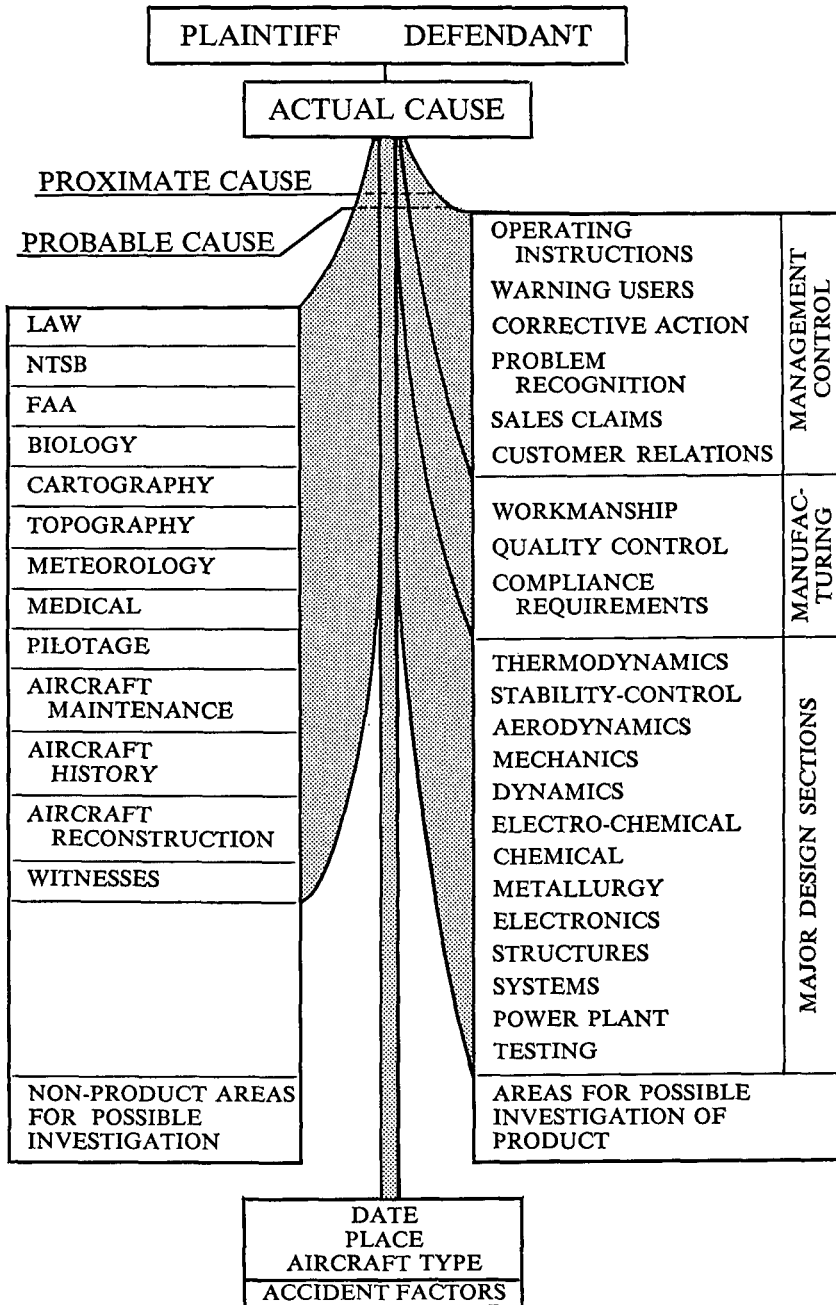 PLAINTIFF DEFENDANT
ACTUAL CAUSE
PROXIMATE CAUSE
PROBABLE CAUSE
LAW
NTSB
FAA
BIOLOGY
CARTOGRAPHY
TOPOGRAPHY
METEOROLOGY
MEDICAL
PILOTAGE
AIRCRAFT
MAINTENANCE
AIRCRAFT
HISTORY
AIRCRAFT
RECONSTRUCTION
WITNESSES
NON-PRODUCT AREAS
FOR POSSIBLE
INVESTIGATION
OPERATING
INSTRUCTIONS
WARNING USERS
CORRECTIVE ACTION
PROBLEM
RECOGNITION
SALES CLAIMS
CUSTOMER RELATIONS
MANAGEMENT
CONTROL
WORKMANSHIP
QUALITY CONTROL
COMPLIANCE
REQUIREMENTS
MANUFAC-
TURING
THERMODYNAMICS
STABILITY-CONTROL
AERODYNAMICS
MECHANICS
DYNAMICS
ELECTRO-CHEMICAL
CHEMICAL
METALLURGY
ELECTRONICS
STRUCTURES
SYSTEMS
POWER PLANT
TESTING
MAJOR DESIGN SECTIONS
AREAS FOR POSSIBLE
INVESTIGATION OF
PRODUCT
DATE
PLACE
AIRCRAFT TYPE
ACCIDENT FACTORS